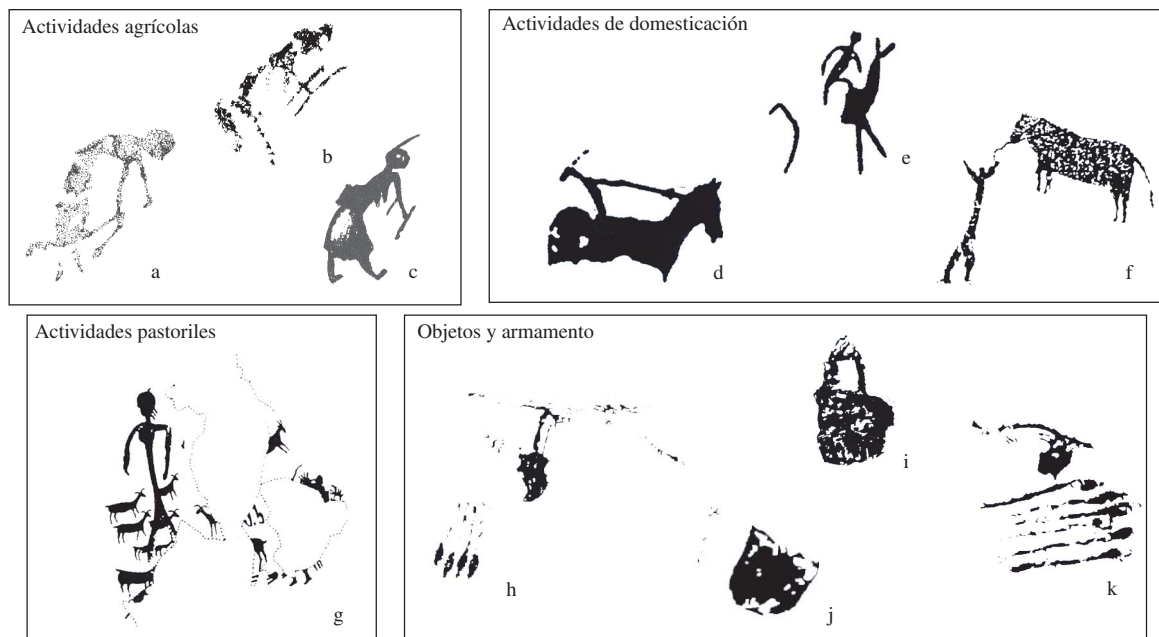 Actividades agrícolas
a
b
c
Actividades de domesticación
d
e
f
Actividades pastoriles
g
Objetos y armamento
h
i
j
k